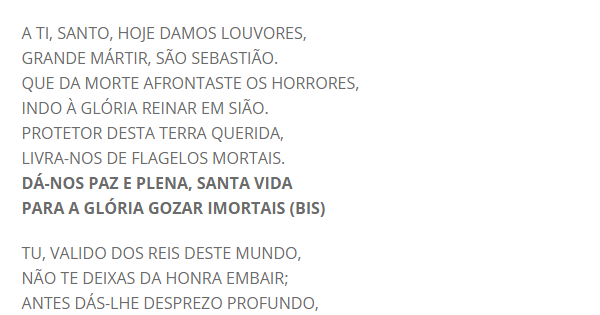 A TI, SANTO, HOJE DAMOS LOUVORES,
GRANDE MÁRTIR, SÃO SEBASTIÃO.
QUE DA MORTE AFRONTASTE OS HORRORES,
INDO À GLÓRIA REINAR EM SIÃO.
PROTETOR DESTA TERRA QUERIDA,
LIVRA-NOS DE FLAGELOS MORTAIS.
DÁ-NOS PAZ E PLENA, SANTA VIDA
PARA A GLÓRIA GOZAR IMORTAIS (BIS)
TU, VALIDO DOS REIS DESTE MUNDO,
NÃO TE DEIXAS DA HONRA EMBAIR;
ANTES DÁS-LHE DESPREZO PROFUNDO,